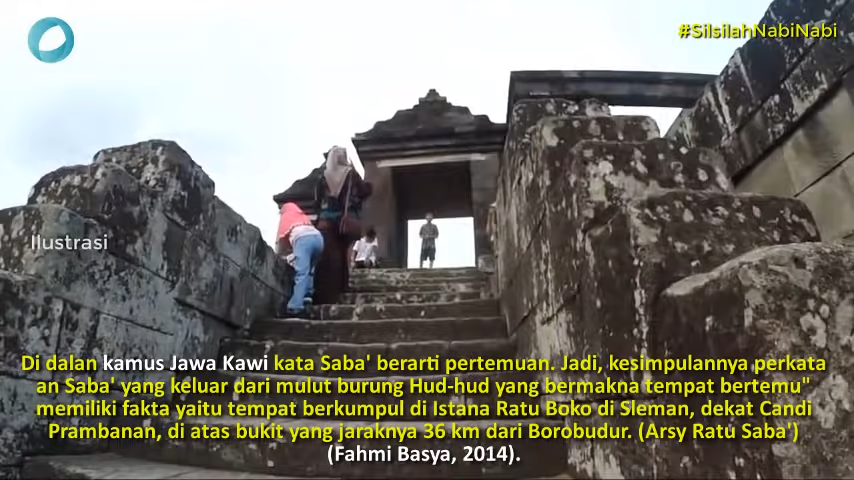 #SilsilahNabiNabi
Ilustrasi
Di dalan kamus Jawa Kawi kata Saba' berarti pertemuan. Jadi, kesimpulannya perkata
an Saba' yang keluar dari mulut burung Hud-hud yang bermakna tempat bertemu"
memiliki fakta yaitu tempat berkumpul di Istana Ratu Boko di Sleman, dekat Candi
Prambanan, di atas bukit yang jaraknya 36 km dari Borobudur. (Arsy Ratu Saba')
(Fahmi Basya, 2014).